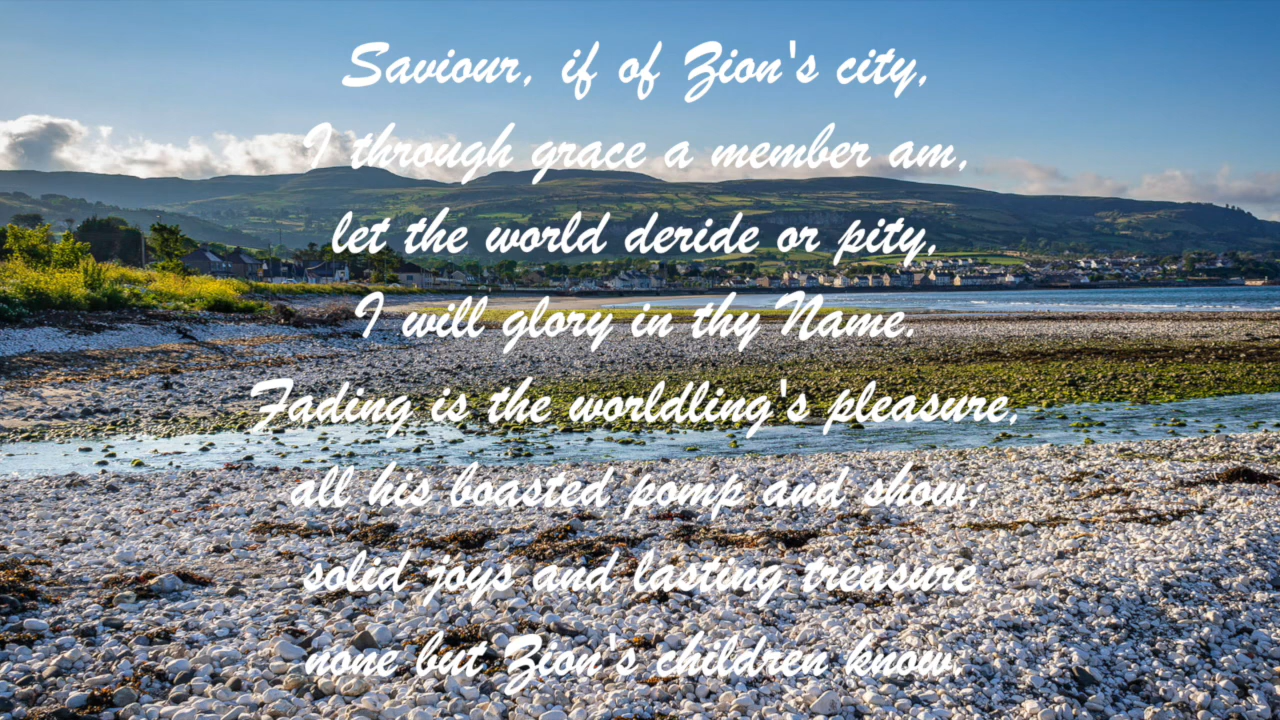 Saviour, if of Zion's city,
I through grace a member am,
let the world deride or pity,
I will glory in thy Name.
Fading is the worldling's pleasure,
all his boasted pomp and show;
solid joys and lasting treasure
none but Zion's children know.